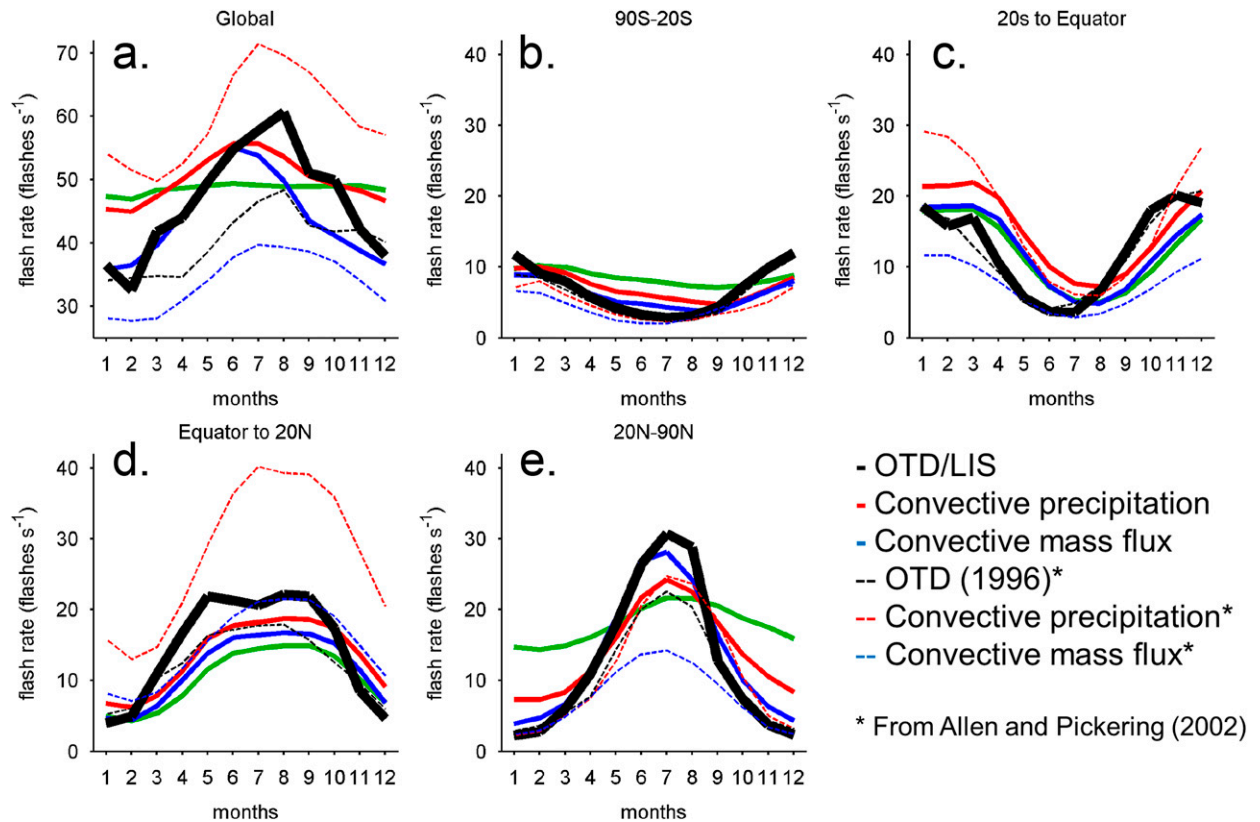 Global
a.
flash rate (flashes s⁻¹)
70
60
50
40
30
1 2 3 4 5 6 7 8 9 10 11 12
months
90S-20S
b.
flash rate (flashes s⁻¹)
40
30
20
10
0
1 2 3 4 5 6 7 8 9 10 11 12
months
20s to Equator
c.
flash rate (flashes s⁻¹)
40
30
20
10
0
1 2 3 4 5 6 7 8 9 10 11 12
months
Equator to 20N
d.
flash rate (flashes s⁻¹)
40
30
20
10
0
1 2 3 4 5 6 7 8 9 10 11 12
months
20N-90N
e.
flash rate (flashes s⁻¹)
40
30
20
10
0
1 2 3 4 5 6 7 8 9 10 11 12
months
OTD/LIS
Convective precipitation
Convective mass flux
OTD (1996)*
Convective precipitation*
Convective mass flux*
* From Allen and Pickering (2002)